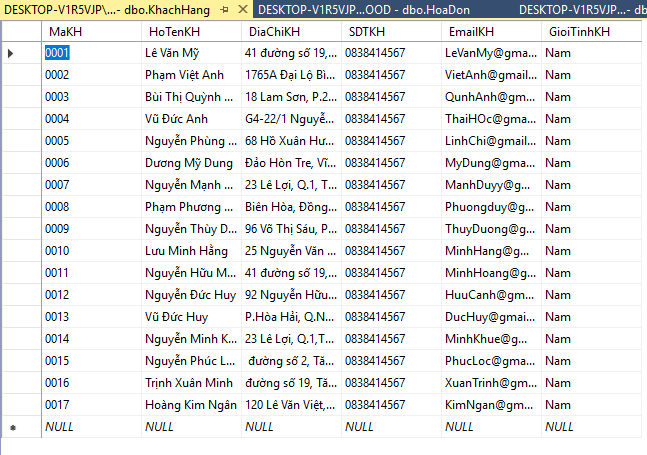 DESKTOP-V1R5VJP\...- dbo.KhachHang DESKTOP-V1R5VJP...OOD - dbo.HoaDon DESKTOP-V1R5VJP...- db
MaKH HoTenKH DiaChiKH SDTKH EmailKH GioiTinhKH
0001 Lê Văn Mỹ 41 đường số 19,... 0838414567 LeVanMy@gmail... Nam
0002 Phạm Việt Anh 1765A Đại Lộ Bì... 0838414567 VietAnh@gmail... Nam
0003 Bùi Thị Quỳnh ... 18 Lam Sơn, P.2... 0838414567 QunhAnh@gm... Nam
0004 Vũ Đức Anh G4-22/1 Nguyễ... 0838414567 ThaiHOc@gmai... Nam
0005 Nguyễn Phùng ... 68 Hồ Xuân Hư... 0838414567 LinhChi@gmail... Nam
0006 Dương Mỹ Dung Đảo Hòn Tre, Vĩ... 0838414567 MyDung@gmai... Nam
0007 Nguyễn Mạnh ... 23 Lê Lợi, Q.1, T... 0838414567 ManhDuyy@g... Nam
0008 Phạm Phương ... Biên Hòa, Đồng... 0838414567 Phuongduy@g... Nam
0009 Nguyễn Thùy D... 96 Võ Thị Sáu, P... 0838414567 ThuyDuong@g... Nam
0010 Lưu Minh Hằng 25 Nguyễn Văn ... 0838414567 MinhHang@g... Nam
0011 Nguyễn Hữu M... 41 đường số 19,... 0838414567 MinhHoang@g... Nam
0012 Nguyễn Đức Huy 92 Nguyễn Hữu... 0838414567 HuuCanh@gm... Nam
0013 Vũ Đức Huy P.Hòa Hải, Q.N... 0838414567 DucHuy@gmai... Nam
0014 Nguyễn Minh K... 23 Lê Lợi, Q.1,T... 0838414567 MinhKhue@g... Nam
0015 Nguyễn Phúc L... đường số 2, Tă... 0838414567 PhucLoc@gmai... Nam
0016 Trịnh Xuân Minh đường số 19, Tă... 0838414567 XuanTrinh@gm... Nam
0017 Hoàng Kim Ngân 120 Lê Văn Việt,... 0838414567 KimNgan@gm... Nam
NULL NULL NULL NULL NULL NULL